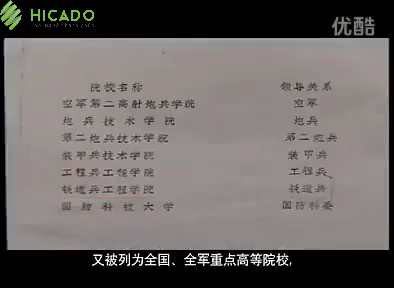 HICADO
优酷
院校名称 领导关系
空军第二高射炮兵学院 空军
炮兵技术学院 炮兵
第二炮兵技术学院 第二炮兵
装甲兵技术学院 装甲兵
工程兵工程学院 工程兵
铁道兵工程学院 铁道兵
国防科技大学 国防科委
又被列为全国、全军重点高等院校,